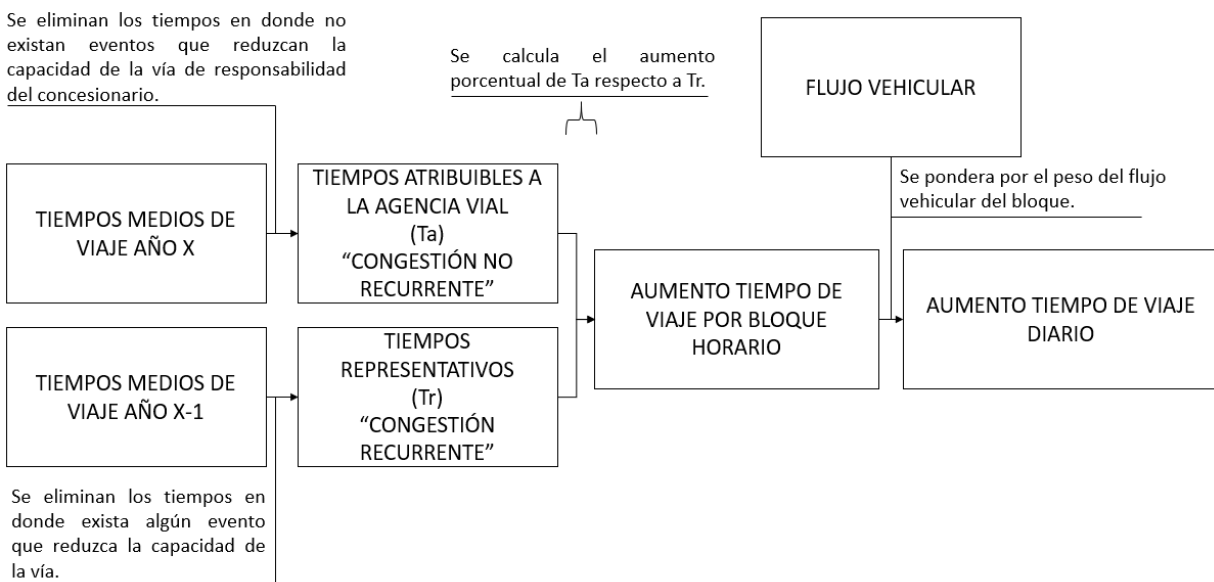 Se eliminan los tiempos en donde no
existan eventos que reduzcan la
capacidad de la vía de responsabilidad
del concesionario.
Se calcula el aumento
porcentual de Ta respecto a Tr.
FLUJO VEHICULAR
TIEMPOS MEDIOS DE
VIAJE AÑO X
TIEMPOS ATRIBUIBLES A
LA AGENCIA VIAL
(Ta)
“CONGESTIÓN NO
RECURRENTE”
Se pondera por el peso del flujo
vehicular del bloque.
TIEMPOS MEDIOS DE
VIAJE AÑO X-1
TIEMPOS
REPRESENTATIVOS
(Tr)
“CONGESTIÓN
RECURRENTE”
AUMENTO TIEMPO DE
VIAJE POR BLOQUE
HORARIO
AUMENTO TIEMPO DE VIAJE
DIARIO
Se eliminan los tiempos en
donde exista algún evento
que reduzca la capacidad de
la vía.